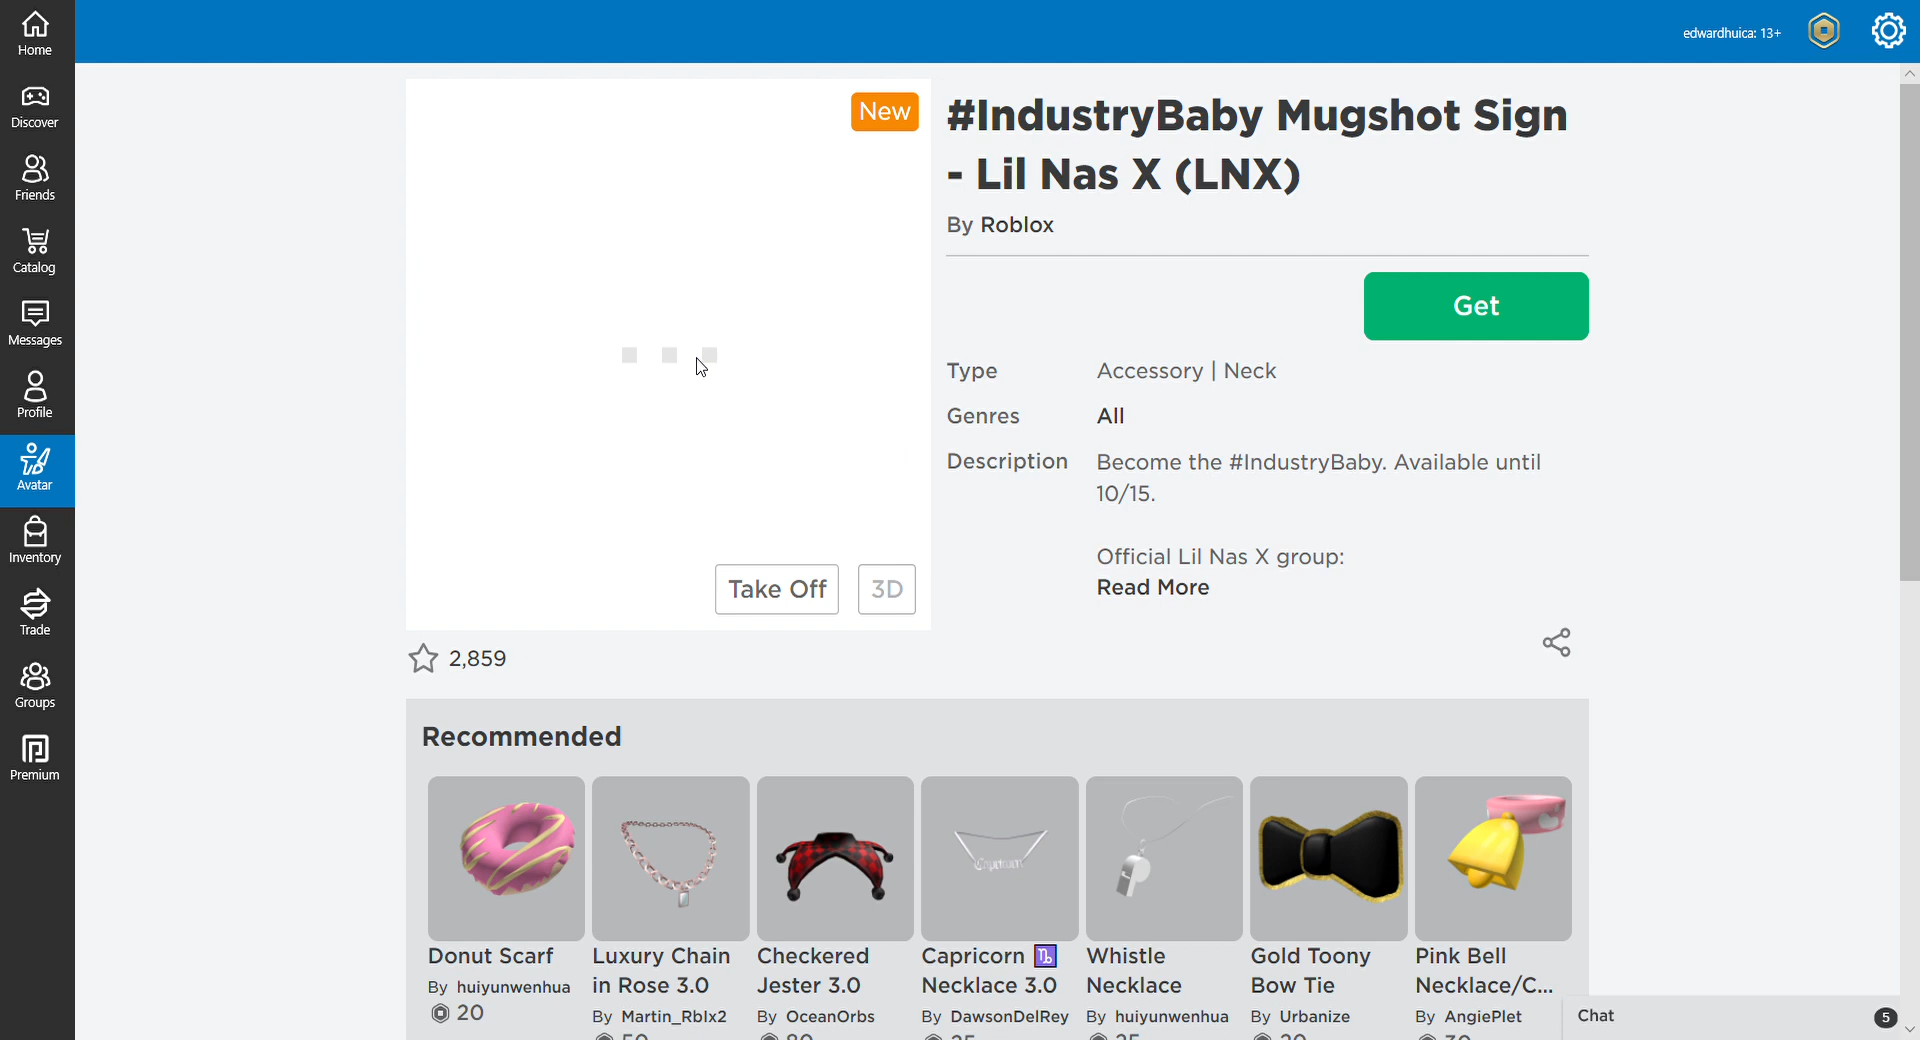 Home
Discover
Friends
Catalog
Messages
Profile
Avatar
Inventory
Trade
Groups
Premium
edwardhuica: 13+
New
#IndustryBaby Mugshot Sign
- Lil Nas X (LNX)
By Roblox
Get
Type Accessory | Neck
Genres All
Description Become the #IndustryBaby. Available until
10/15.
Official Lil Nas X group:
Read More
Take Off 3D
2,859
Recommended
Donut Scarf
By huiyunwenhua
20
Luxury Chain
in Rose 3.0
By Martin_Rblx2
50
Checkered
Jester 3.0
By OceanOrbs
80
Capricorn ♑
Necklace 3.0
By DawsonDelRey
Whistle
Necklace
By huiyunwenhua
Gold Toony
Bow Tie
By Urbanize
Pink Bell
Necklace/C...
By AngiePlet
Chat 5